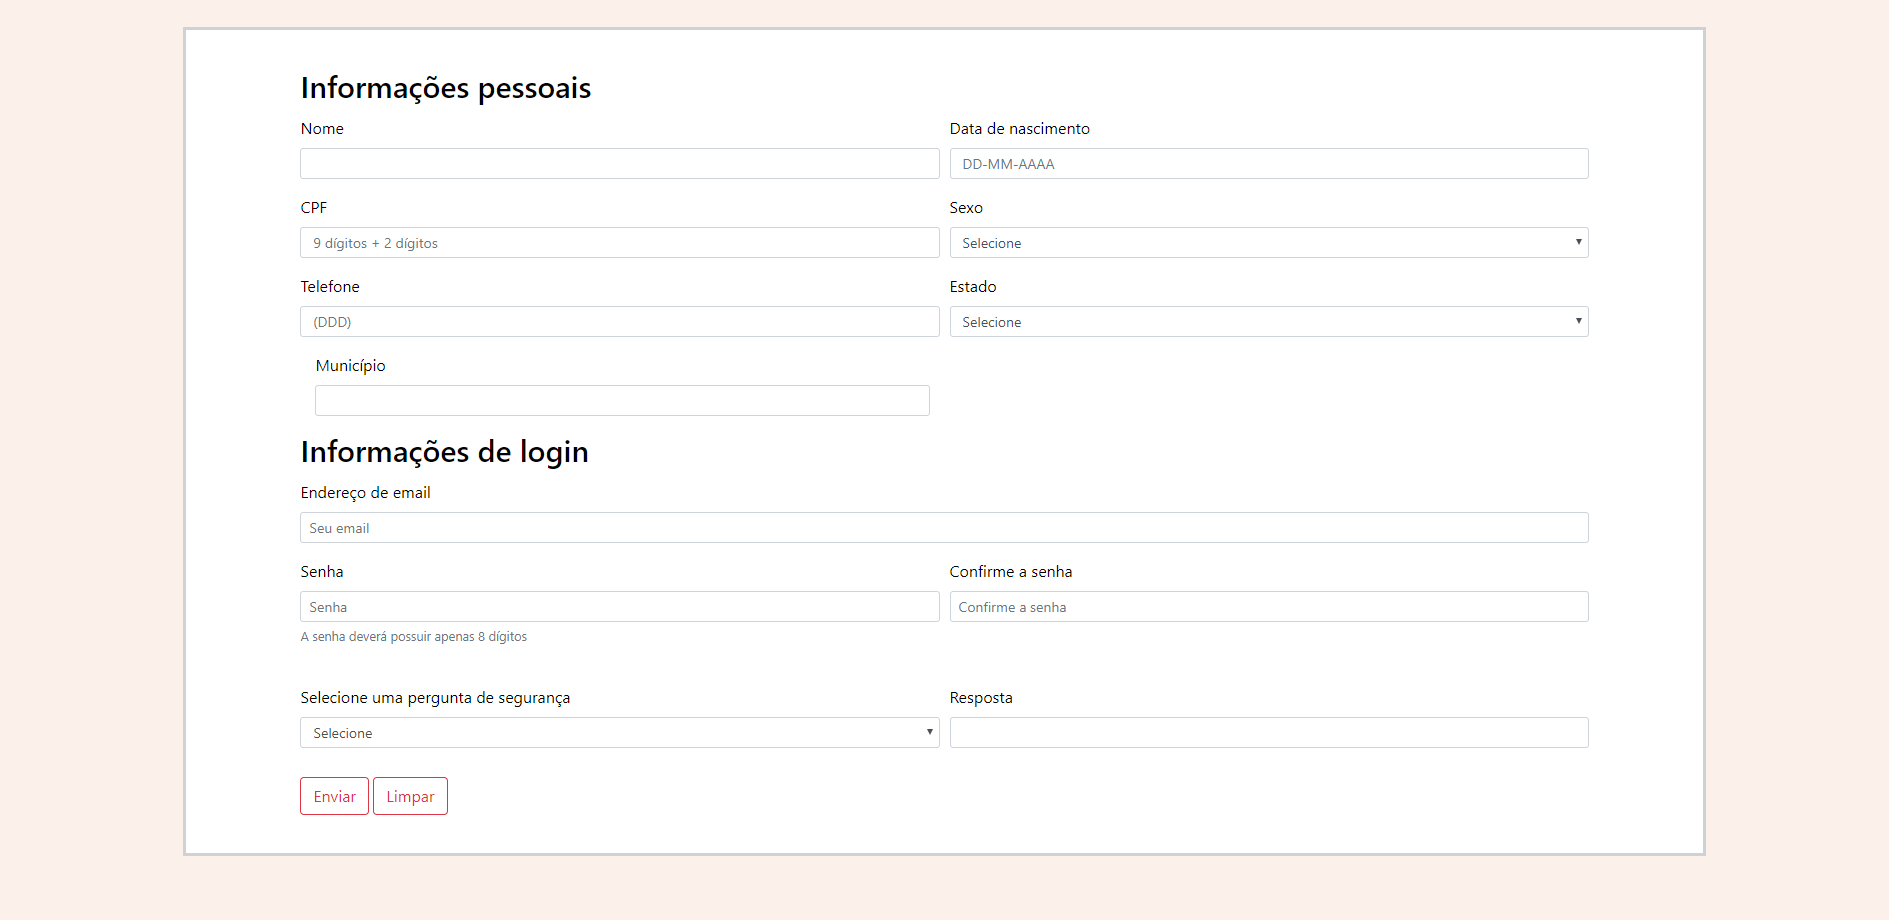 Informações pessoais
Nome
Data de nascimento
DD-MM-AAAA
CPF
Sexo
9 dígitos + 2 dígitos
Selecione
Telefone
Estado
(DDD)
Selecione
Município
Informações de login
Endereço de email
Seu email
Senha
Confirme a senha
Senha
Confirme a senha
A senha deverá possuir apenas 8 dígitos
Selecione uma pergunta de segurança
Resposta
Selecione
Enviar
Limpar